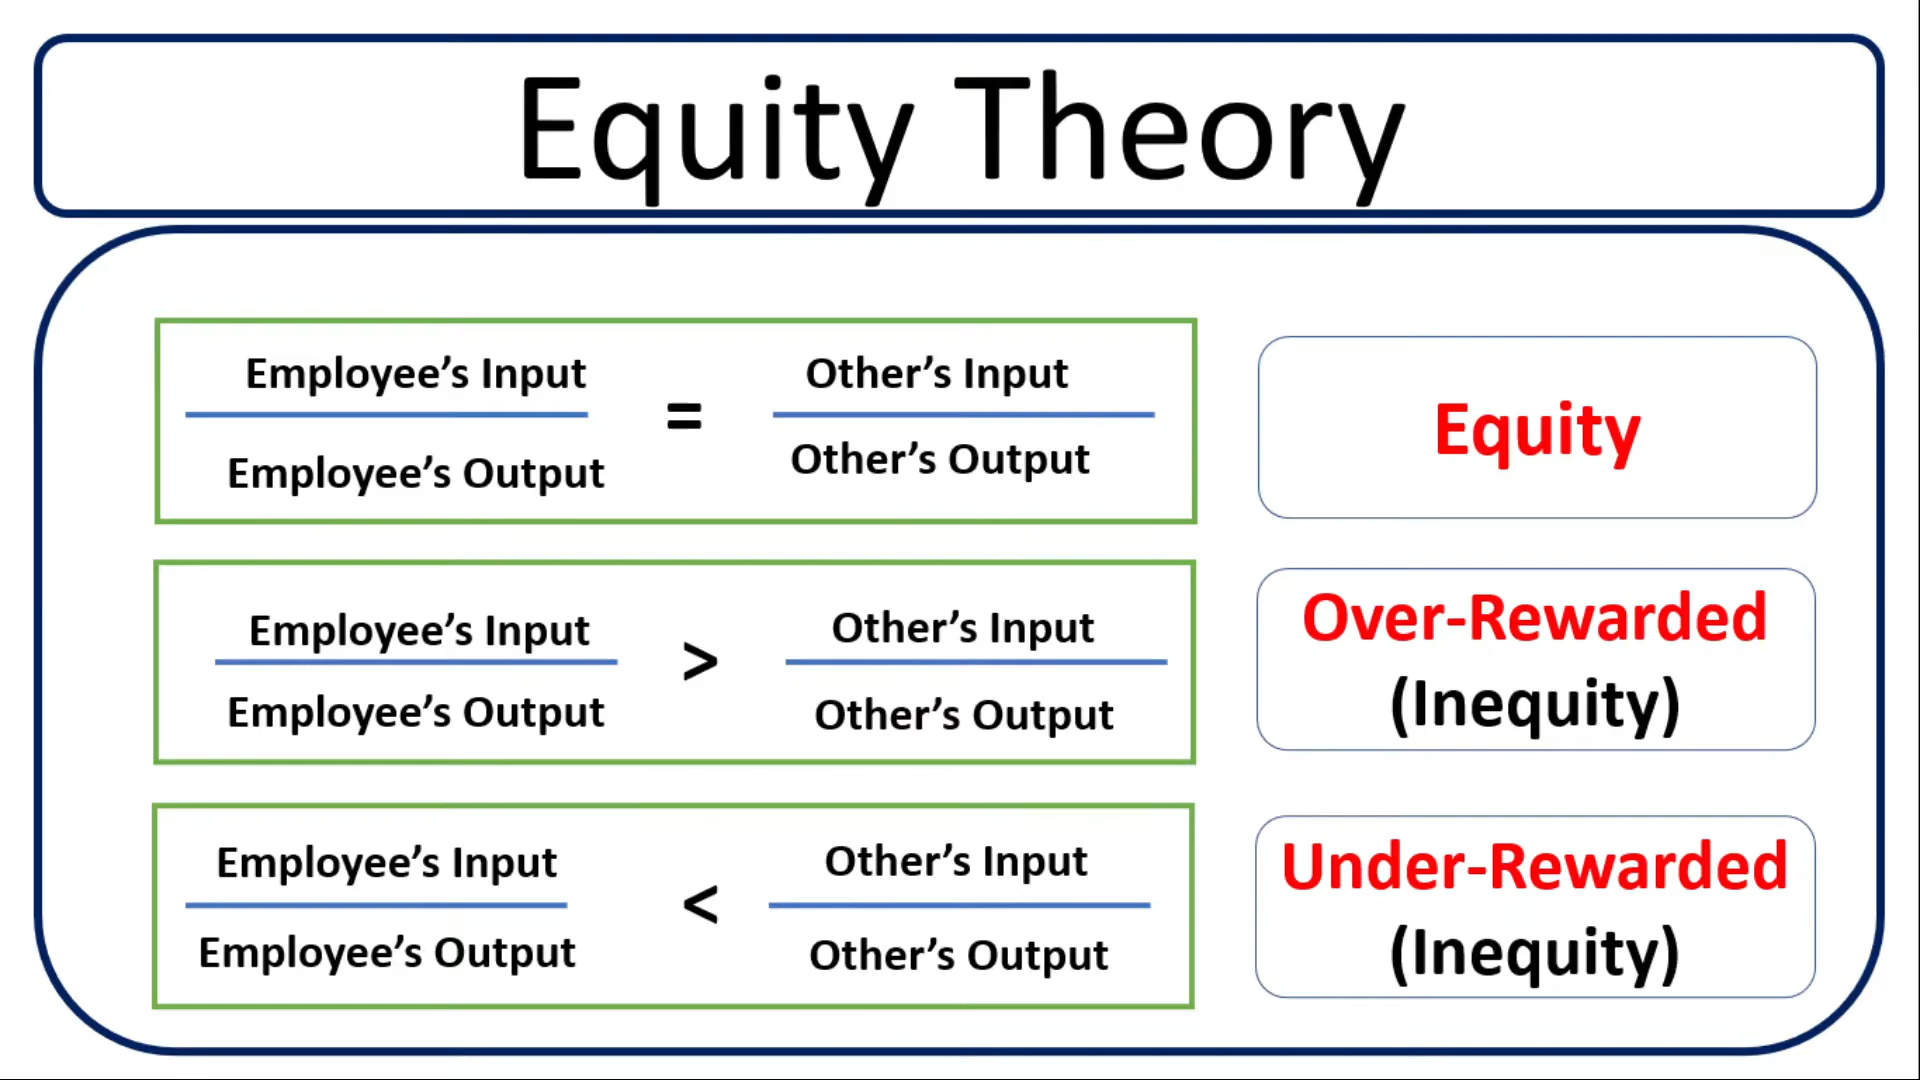 Equity Theory
Employee’s Input
Employee’s Output
=
Other’s Input
Other’s Output
Equity
Employee’s Input
Employee’s Output
>
Other’s Input
Other’s Output
Over-Rewarded
(Inequity)
Employee’s Input
Employee’s Output
<
Other’s Input
Other’s Output
Under-Rewarded
(Inequity)